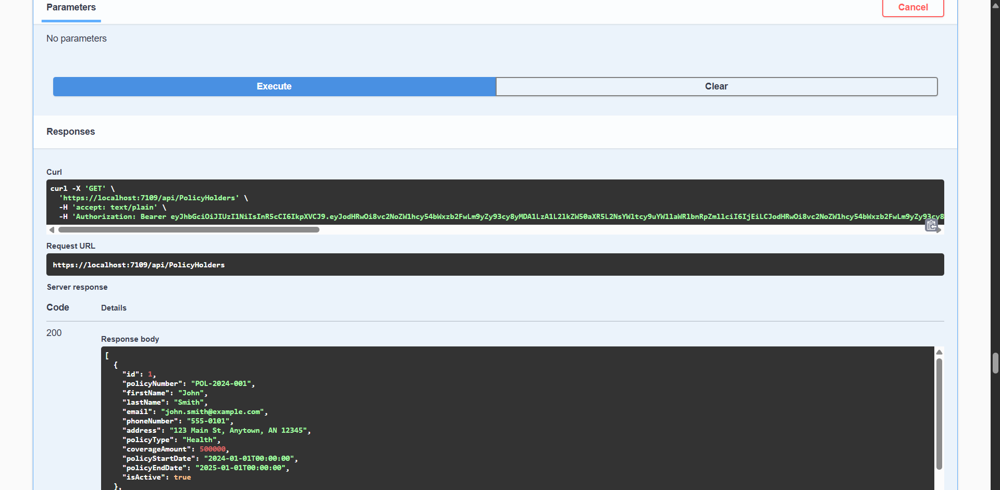 Parameters
Cancel
No parameters
Execute
Clear
Responses
Curl
curl -X 'GET' \
'https://localhost:7109/api/PolicyHolders' \
-H 'accept: text/plain' \
-H 'Authorization: Bearer eyJhbGciOiJIUzI1NiIsInR5cCI6IkpXVCJ9.eyJodHRwOi8vc2NoZW1hcy54bWxzb2FwLm9yZy93cy8yMDA1LzA1L2lkZW50aXR5L2NsYWltcy9uYW1laWRlbnRpZmllciI6IjEiLCJodHRwOi8vc2NoZW1hcy54bWxzb2FwLm9yZy93cy8
Request URL
https://localhost:7109/api/PolicyHolders
Server response
Code
Details
200
Response body
[
{
"id": 1,
"policyNumber": "POL-2024-001",
"firstName": "John",
"lastName": "Smith",
"email": "john.smith@example.com",
"phoneNumber": "555-0101",
"address": "123 Main St, Anytown, AN 12345",
"policyType": "Health",
"coverageAmount": 500000,
"policyStartDate": "2024-01-01T00:00:00",
"policyEndDate": "2025-01-01T00:00:00",
"isActive": true
},